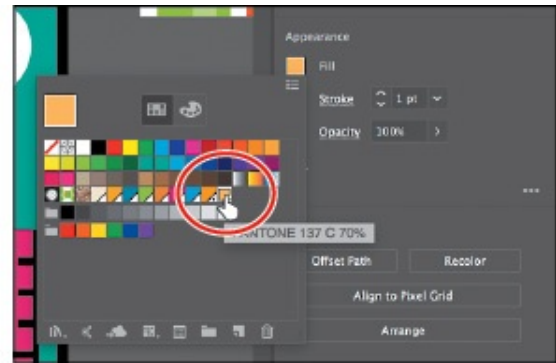 Appearance
Fill
Stroke 1 pt
Opacity 100%
PANTONE 137 C 70%
Offset Path Recolor
Align to Pixel Grid
Arrange